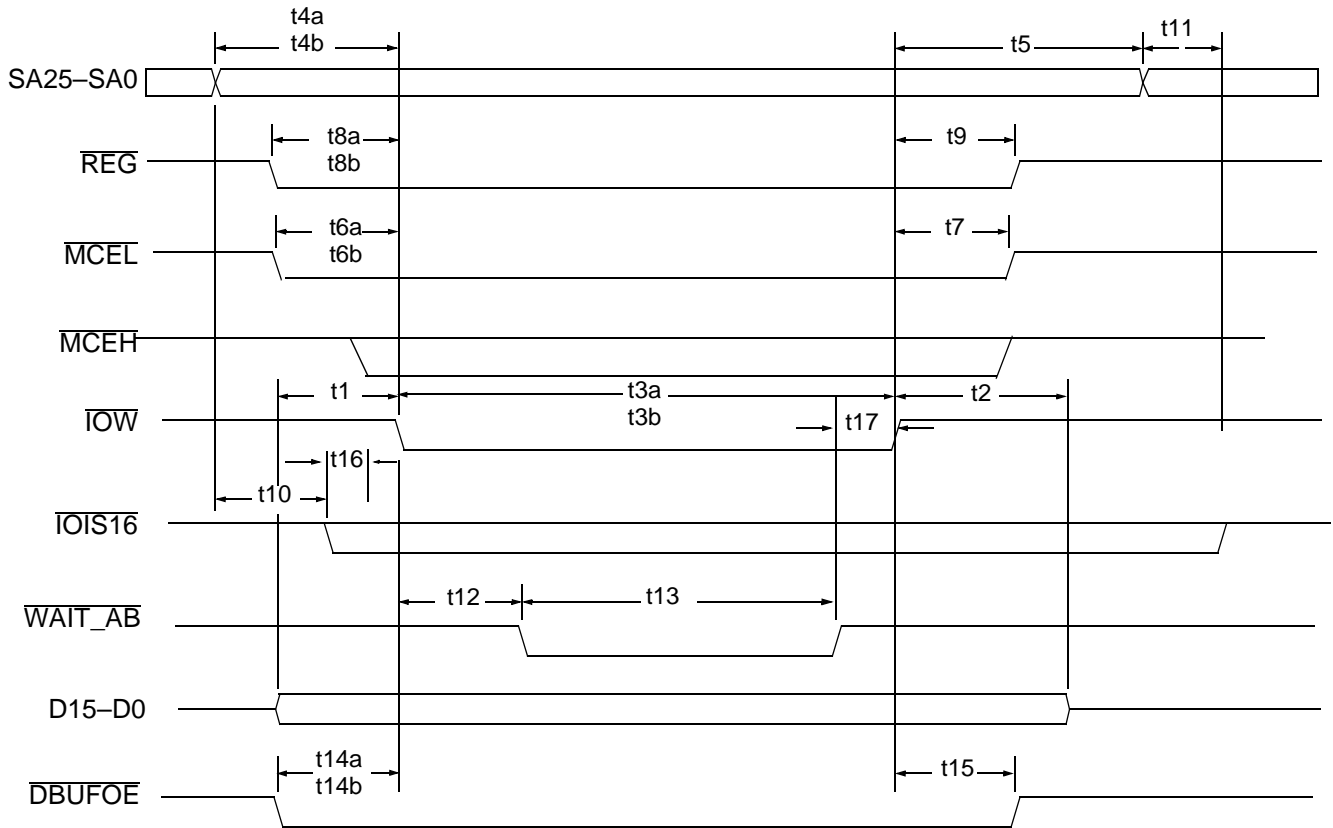 t4a
t4b
t5
t11
SA25–SA0
t8a
t8b
t9
REG
t6a
t6b
t7
MCEL
MCEH
t1
t3a
t3b
t2
IOW
t17
t16
t10
IOIS16
t12
t13
WAIT_AB
D15–D0
t14a
t14b
t15
DBUFOE